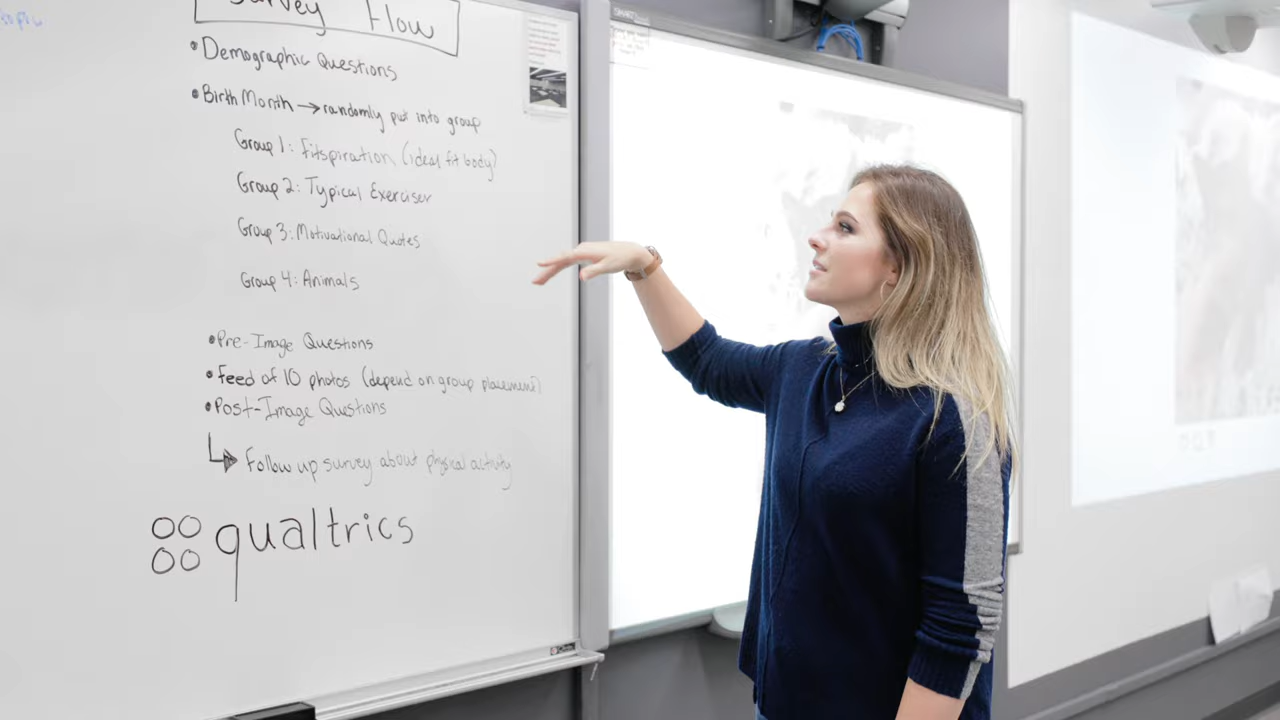 topic
Survey Flow
• Demographic Questions
• Birth Month → randomly put into group
Group 1: Fitspiration (ideal fit body)
Group 2: Typical Exerciser
Group 3: Motivational Quotes
Group 4: Animals
• Pre-Image Questions
• Feed of 10 photos (depend on group placement)
• Post-Image Questions
↳ Follow up survey about physical activity
qualtrics
SMART